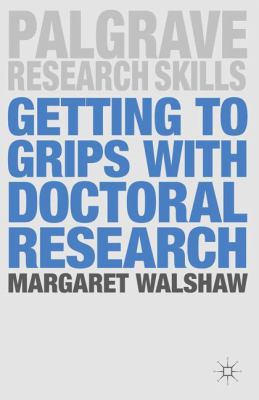 PALGRAVE
RESEARCH SKILLS
GETTING TO
GRIPS WITH
DOCTORAL
RESEARCH
MARGARET WALSHAW